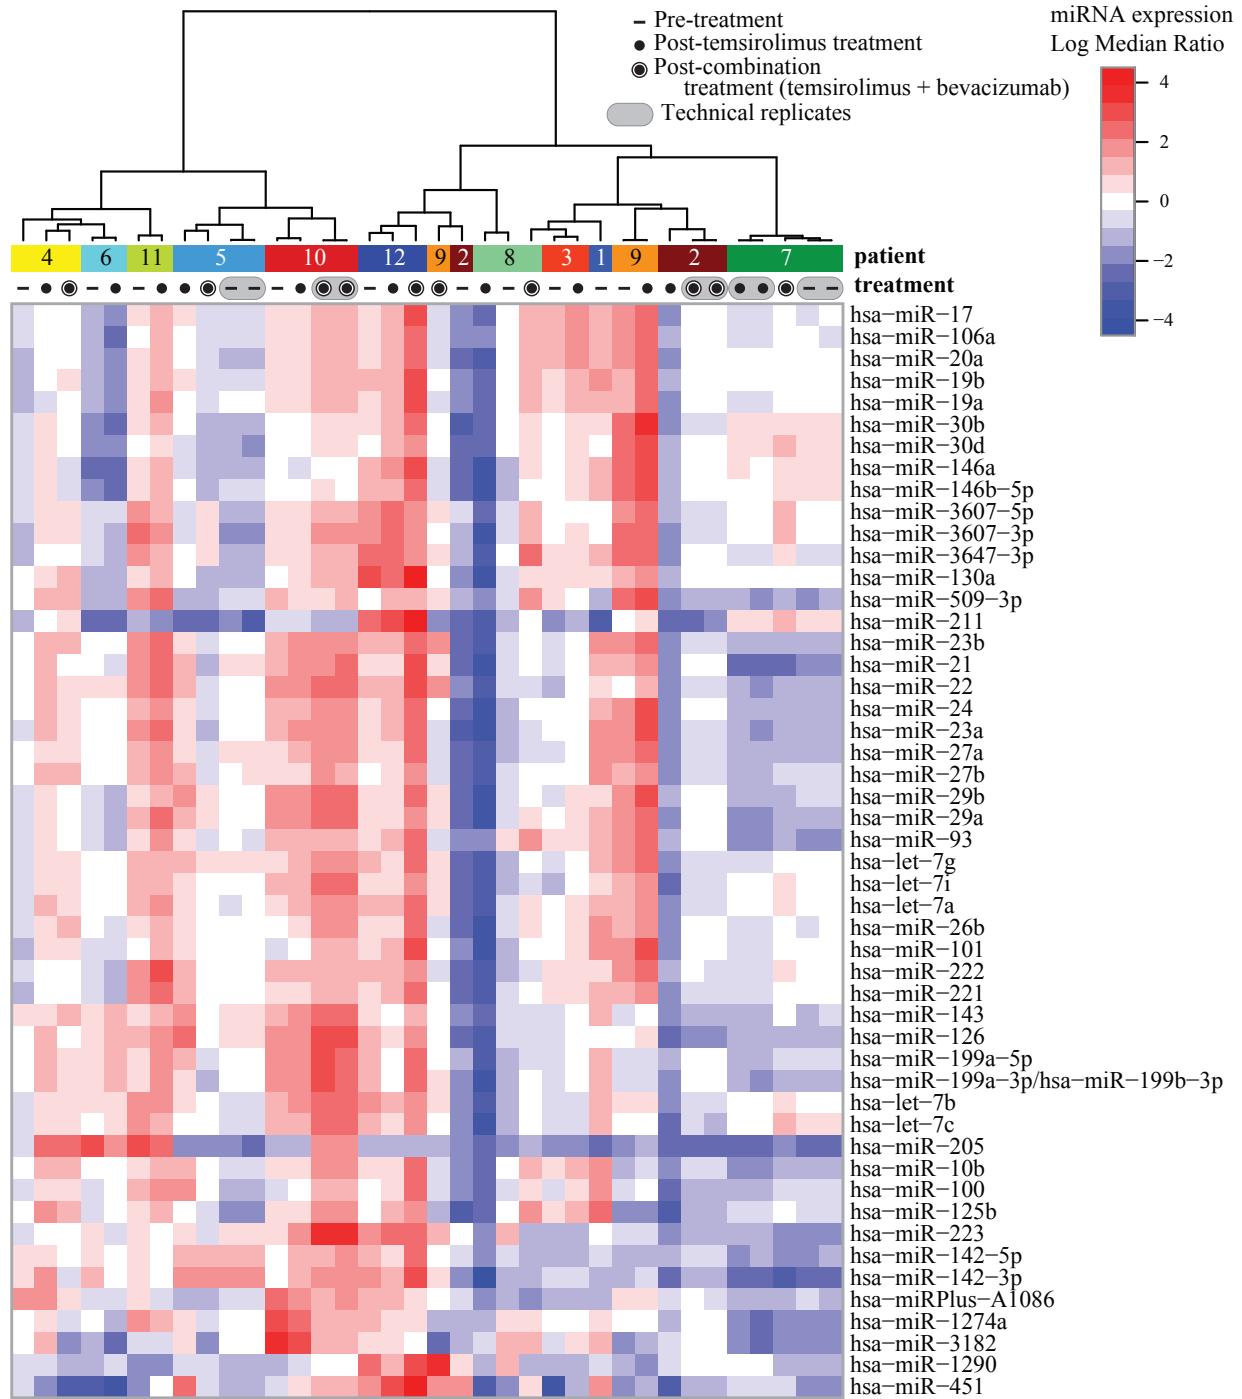 – Pre-treatment
● Post-temsirolimus treatment
◉ Post-combination
treatment (temsirolimus + bevacizumab)
Technical replicates
miRNA expression
Log Median Ratio
4
2
0
−2
−4
4 6 11 5 10 12 9 2 8 3 1 9 2 7 patient
treatment
hsa−miR−17
hsa−miR−106a
hsa−miR−20a
hsa−miR−19b
hsa−miR−19a
hsa−miR−30b
hsa−miR−30d
hsa−miR−146a
hsa−miR−146b−5p
hsa−miR−3607−5p
hsa−miR−3607−3p
hsa−miR−3647−3p
hsa−miR−130a
hsa−miR−509−3p
hsa−miR−211
hsa−miR−23b
hsa−miR−21
hsa−miR−22
hsa−miR−24
hsa−miR−23a
hsa−miR−27a
hsa−miR−27b
hsa−miR−29b
hsa−miR−29a
hsa−miR−93
hsa−let−7g
hsa−let−7i
hsa−let−7a
hsa−miR−26b
hsa−miR−101
hsa−miR−222
hsa−miR−221
hsa−miR−143
hsa−miR−126
hsa−miR−199a−5p
hsa−miR−199a−3p/hsa−miR−199b−3p
hsa−let−7b
hsa−let−7c
hsa−miR−205
hsa−miR−10b
hsa−miR−100
hsa−miR−125b
hsa−miR−223
hsa−miR−142−5p
hsa−miR−142−3p
hsa−miRPlus−A1086
hsa−miR−1274a
hsa−miR−3182
hsa−miR−1290
hsa−miR−451